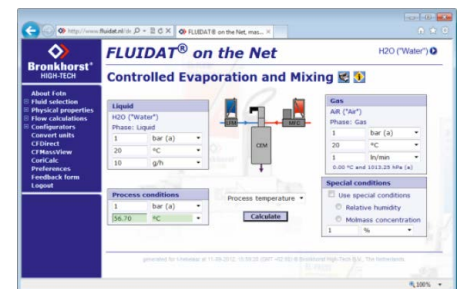 http://www.fluidat.nl/
FLUIDAT® on the Net, mas...
Bronkhorst®
HIGH-TECH
FLUIDAT® on the Net
H2O ("Water")
Controlled Evaporation and Mixing
About Fotn
Fluid selection
Physical properties
Flow calculations
Configurators
Convert units
CFDirect
CFMassView
CoriCalc
Preferences
Feedback form
Logout
Liquid
H2O ("Water")
Phase: Liquid
1 bar (a)
20 °C
10 g/h
LFM
MFC
CEM
Gas
AIR ("Air")
Phase: Gas
1 bar (a)
20 °C
1 ln/min
0.00 °C and 1013.25 hPa (a)
Process conditions
1 bar (a)
56.70 °C
Process temperature
Calculate
Special conditions
Use special conditions
Relative humidity
Molmass concentration
1 %
100%